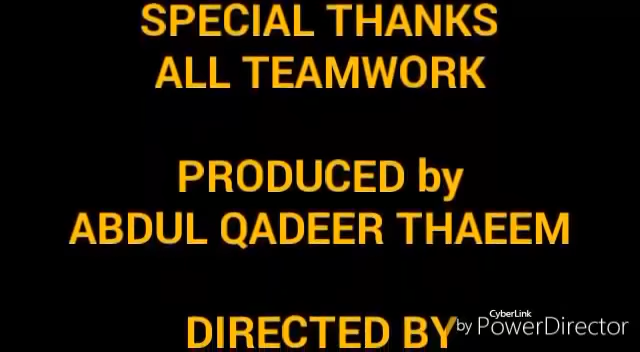 SPECIAL THANKS
ALL TEAMWORK
PRODUCED by
ABDUL QADEER THAEEM
DIRECTED BY
CyberLink
by PowerDirector